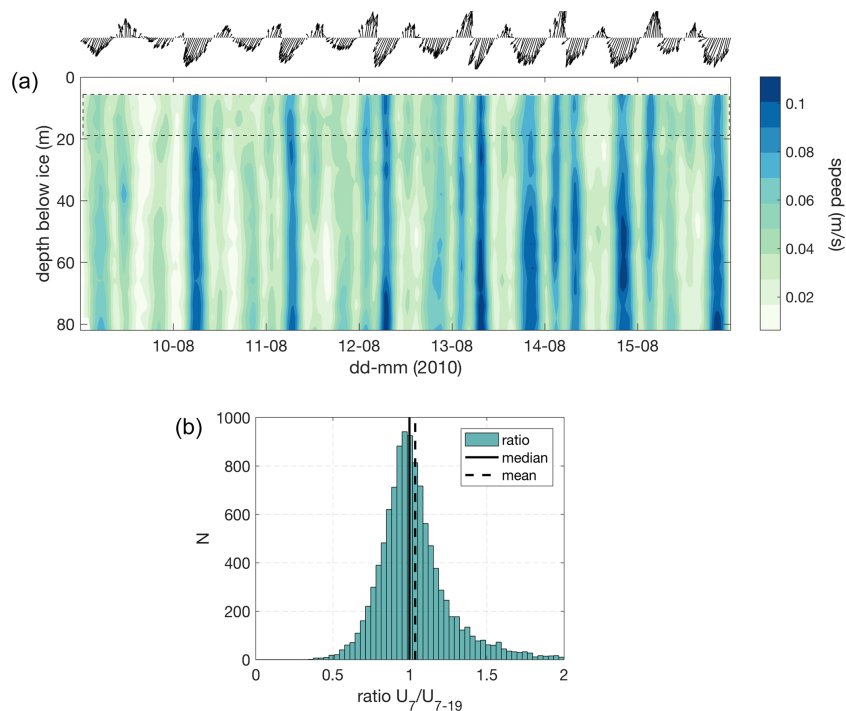 (a)
0
20
40
60
80
depth below ice (m)
10-08 11-08 12-08 13-08 14-08 15-08
dd-mm (2010)
0.1
0.08
0.06
0.04
0.02
speed (m/s)
(b)
1000
800
600
400
200
0
N
ratio
median
mean
0 0.5 1 1.5 2
ratio U7/U7-19